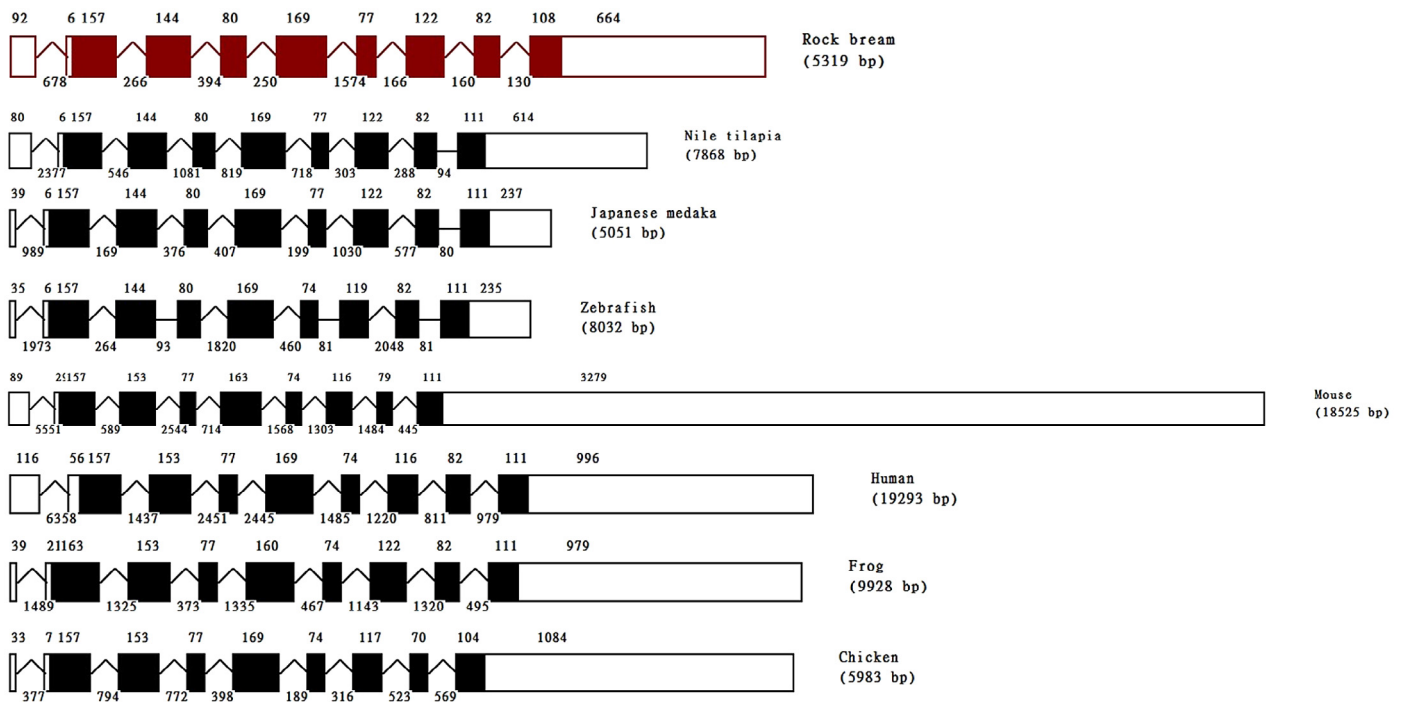 92 6 157 144 80 169 77 122 82 108 664
Rock bream
(5319 bp)
678 266 394 250 1574 166 160 130
80 6 157 144 80 169 77 122 82 111 614
Nile tilapia
(7868 bp)
2377 546 1081 819 718 303 288 94
39 6 157 144 80 169 77 122 82 111 237
Japanese medaka
(5051 bp)
989 169 376 407 199 1030 577 80
35 6 157 144 80 169 74 119 82 111 235
Zebrafish
(8032 bp)
1973 264 93 1820 460 81 2048 81
89 157 153 77 163 74 116 79 111 3279
Mouse
(18525 bp)
5551 589 2544 714 1568 1303 1484 445
116 56 157 153 77 169 74 116 82 111 996
Human
(19293 bp)
6358 1437 2451 2445 1485 1220 811 979
39 21 163 153 77 160 74 122 82 111 979
Frog
(9928 bp)
1489 1325 373 1335 467 1143 1320 495
33 7 157 153 77 169 74 117 70 104 1084
Chicken
(5983 bp)
377 794 772 398 189 316 523 569